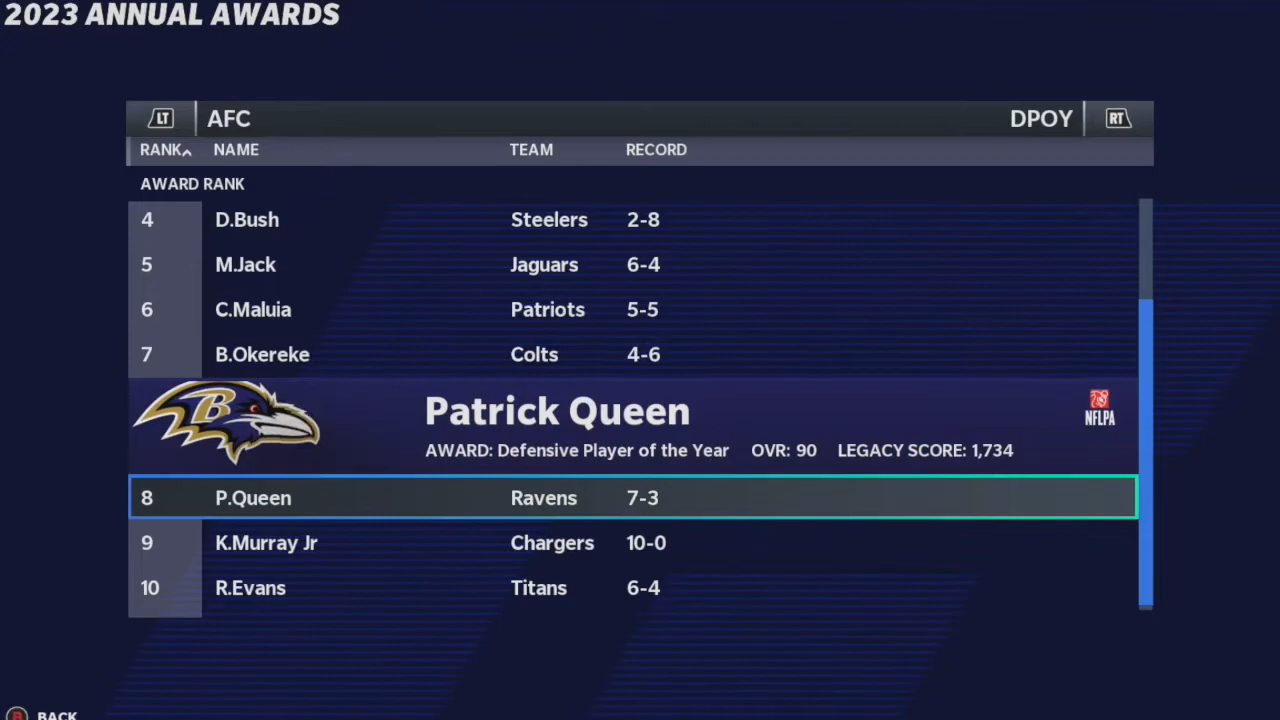 2023 ANNUAL AWARDS
LT AFC DPOY RT
RANK NAME TEAM RECORD
AWARD RANK
4 D.Bush Steelers 2-8
5 M.Jack Jaguars 6-4
6 C.Maluia Patriots 5-5
7 B.Okereke Colts 4-6
B
Patrick Queen
NFLPA
AWARD: Defensive Player of the Year OVR: 90 LEGACY SCORE: 1,734
8 P.Queen Ravens 7-3
9 K.Murray Jr Chargers 10-0
10 R.Evans Titans 6-4
B BACK